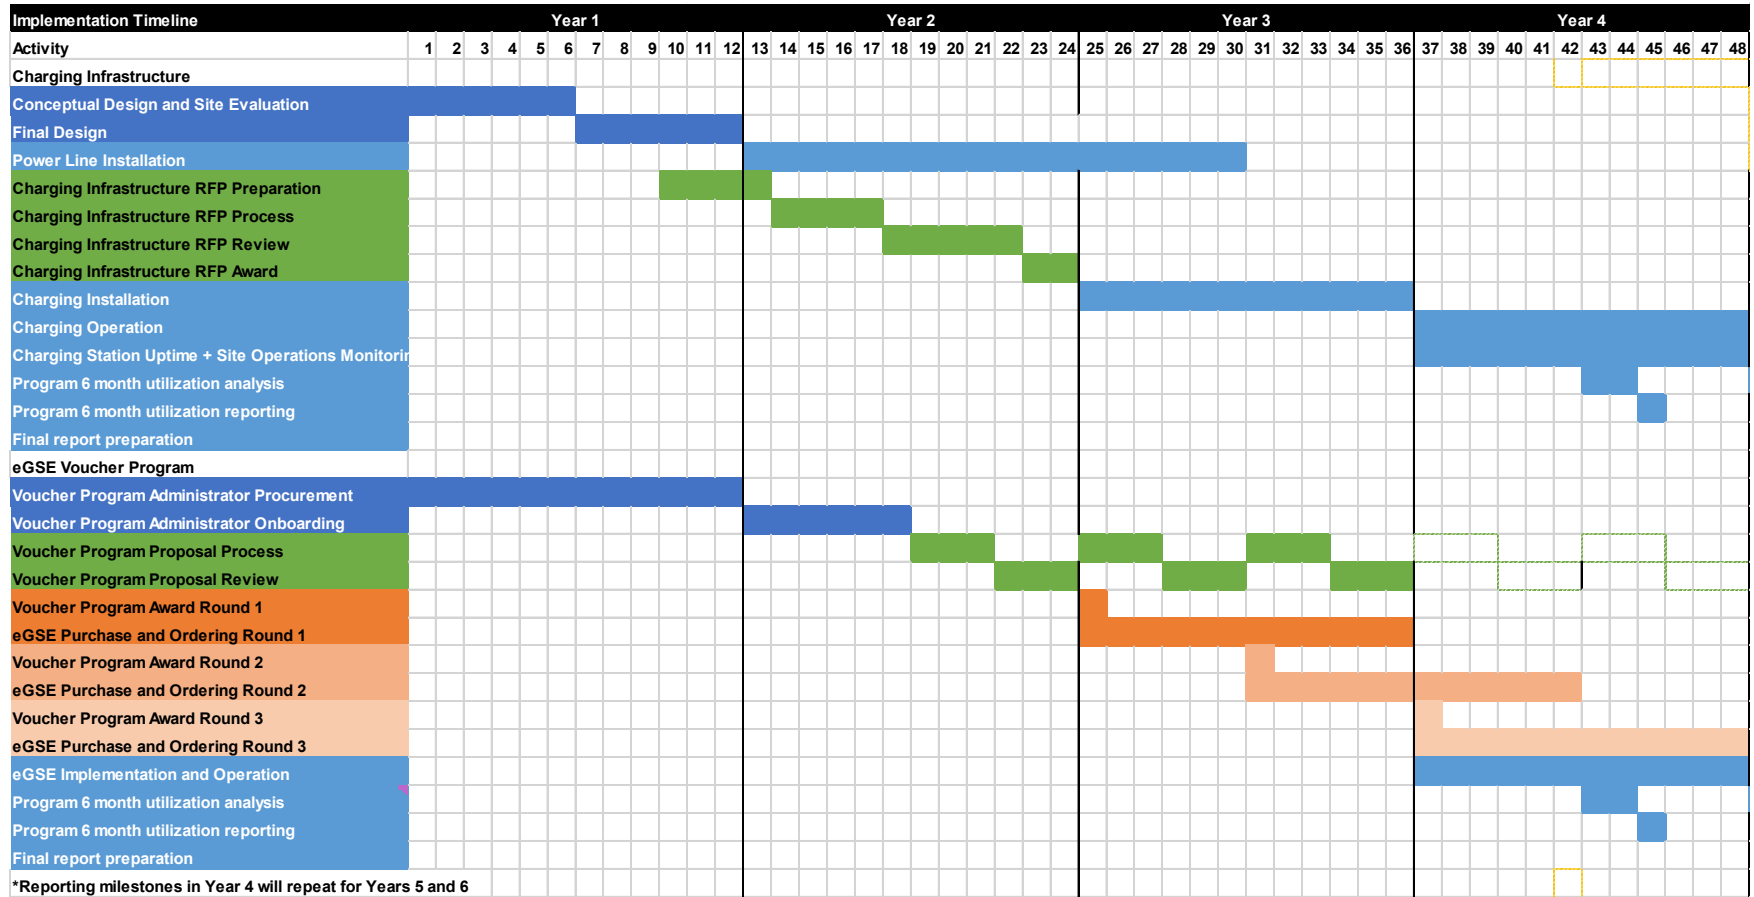 Implementation Timeline Year 1 Year 2 Year 3 Year 4
Activity 1 2 3 4 5 6 7 8 9 10 11 12 13 14 15 16 17 18 19 20 21 22 23 24 25 26 27 28 29 30 31 32 33 34 35 36 37 38 39 40 41 42 43 44 45 46 47 48
Charging Infrastructure
Conceptual Design and Site Evaluation
Final Design
Power Line Installation
Charging Infrastructure RFP Preparation
Charging Infrastructure RFP Process
Charging Infrastructure RFP Review
Charging Infrastructure RFP Award
Charging Installation
Charging Operation
Charging Station Uptime + Site Operations Monitorin
Program 6 month utilization analysis
Program 6 month utilization reporting
Final report preparation
eGSE Voucher Program
Voucher Program Administrator Procurement
Voucher Program Administrator Onboarding
Voucher Program Proposal Process
Voucher Program Proposal Review
Voucher Program Award Round 1
eGSE Purchase and Ordering Round 1
Voucher Program Award Round 2
eGSE Purchase and Ordering Round 2
Voucher Program Award Round 3
eGSE Purchase and Ordering Round 3
eGSE Implementation and Operation
Program 6 month utilization analysis
Program 6 month utilization reporting
Final report preparation
*Reporting milestones in Year 4 will repeat for Years 5 and 6